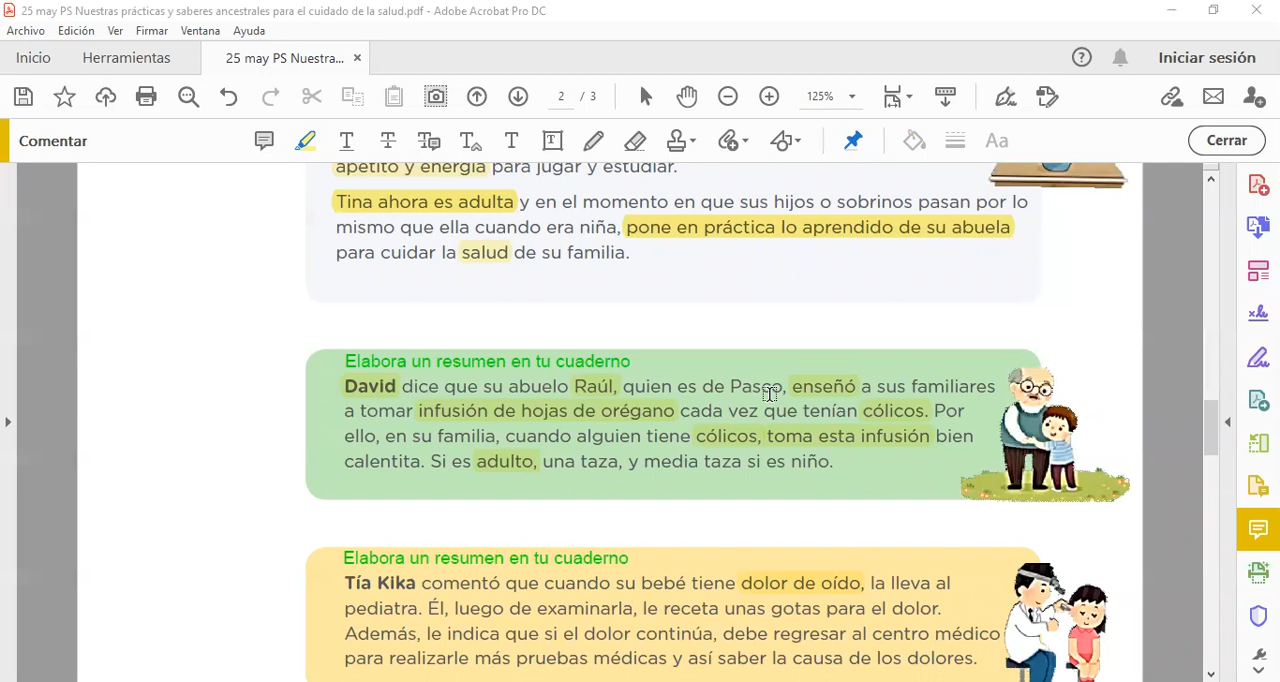 25 may PS Nuestras prácticas y saberes ancestrales para el cuidado de la salud.pdf - Adobe Acrobat Pro DC
Archivo Edición Ver Firmar Ventana Ayuda
Inicio Herramientas 25 may PS Nuestra... × Iniciar sesión
2 / 3 125%
Comentar Aa Cerrar
apetito y energía para jugar y estudiar.
Tina ahora es adulta y en el momento en que sus hijos o sobrinos pasan por lo
mismo que ella cuando era niña, pone en práctica lo aprendido de su abuela
para cuidar la salud de su familia.
Elabora un resumen en tu cuaderno
David dice que su abuelo Raúl, quien es de Pasco, enseñó a sus familiares
a tomar infusión de hojas de orégano cada vez que tenían cólicos. Por
ello, en su familia, cuando alguien tiene cólicos, toma esta infusión bien
calentita. Si es adulto, una taza, y media taza si es niño.
Elabora un resumen en tu cuaderno
Tía Kika comentó que cuando su bebé tiene dolor de oído, la lleva al
pediatra. Él, luego de examinarla, le receta unas gotas para el dolor.
Además, le indica que si el dolor continúa, debe regresar al centro médico
para realizarle más pruebas médicas y así saber la causa de los dolores.